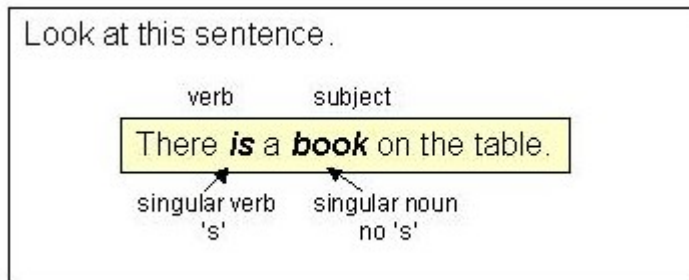 Look at this sentence.
verb subject
There is a book on the table.
singular verb singular noun
's' no 's'